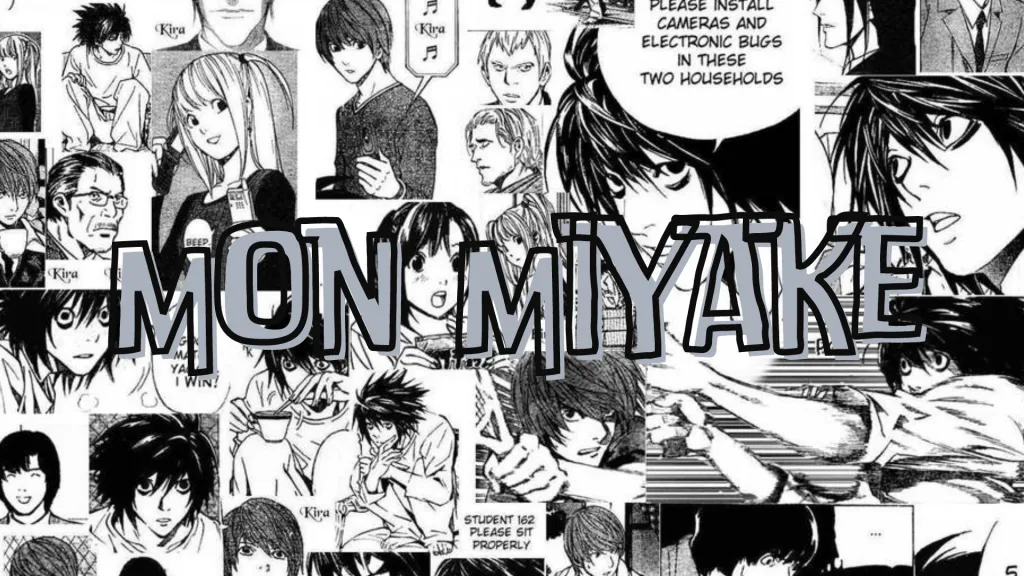 PLEASE INSTALL
CAMERAS AND
ELECTRONIC BUGS
IN THESE
TWO HOUSEHOLDS
Kira
Kira
BEEP.
Kira
MON MIYAKE
I WIN?
Kira
STUDENT 162
PLEASE SIT
PROPERLY
...
5